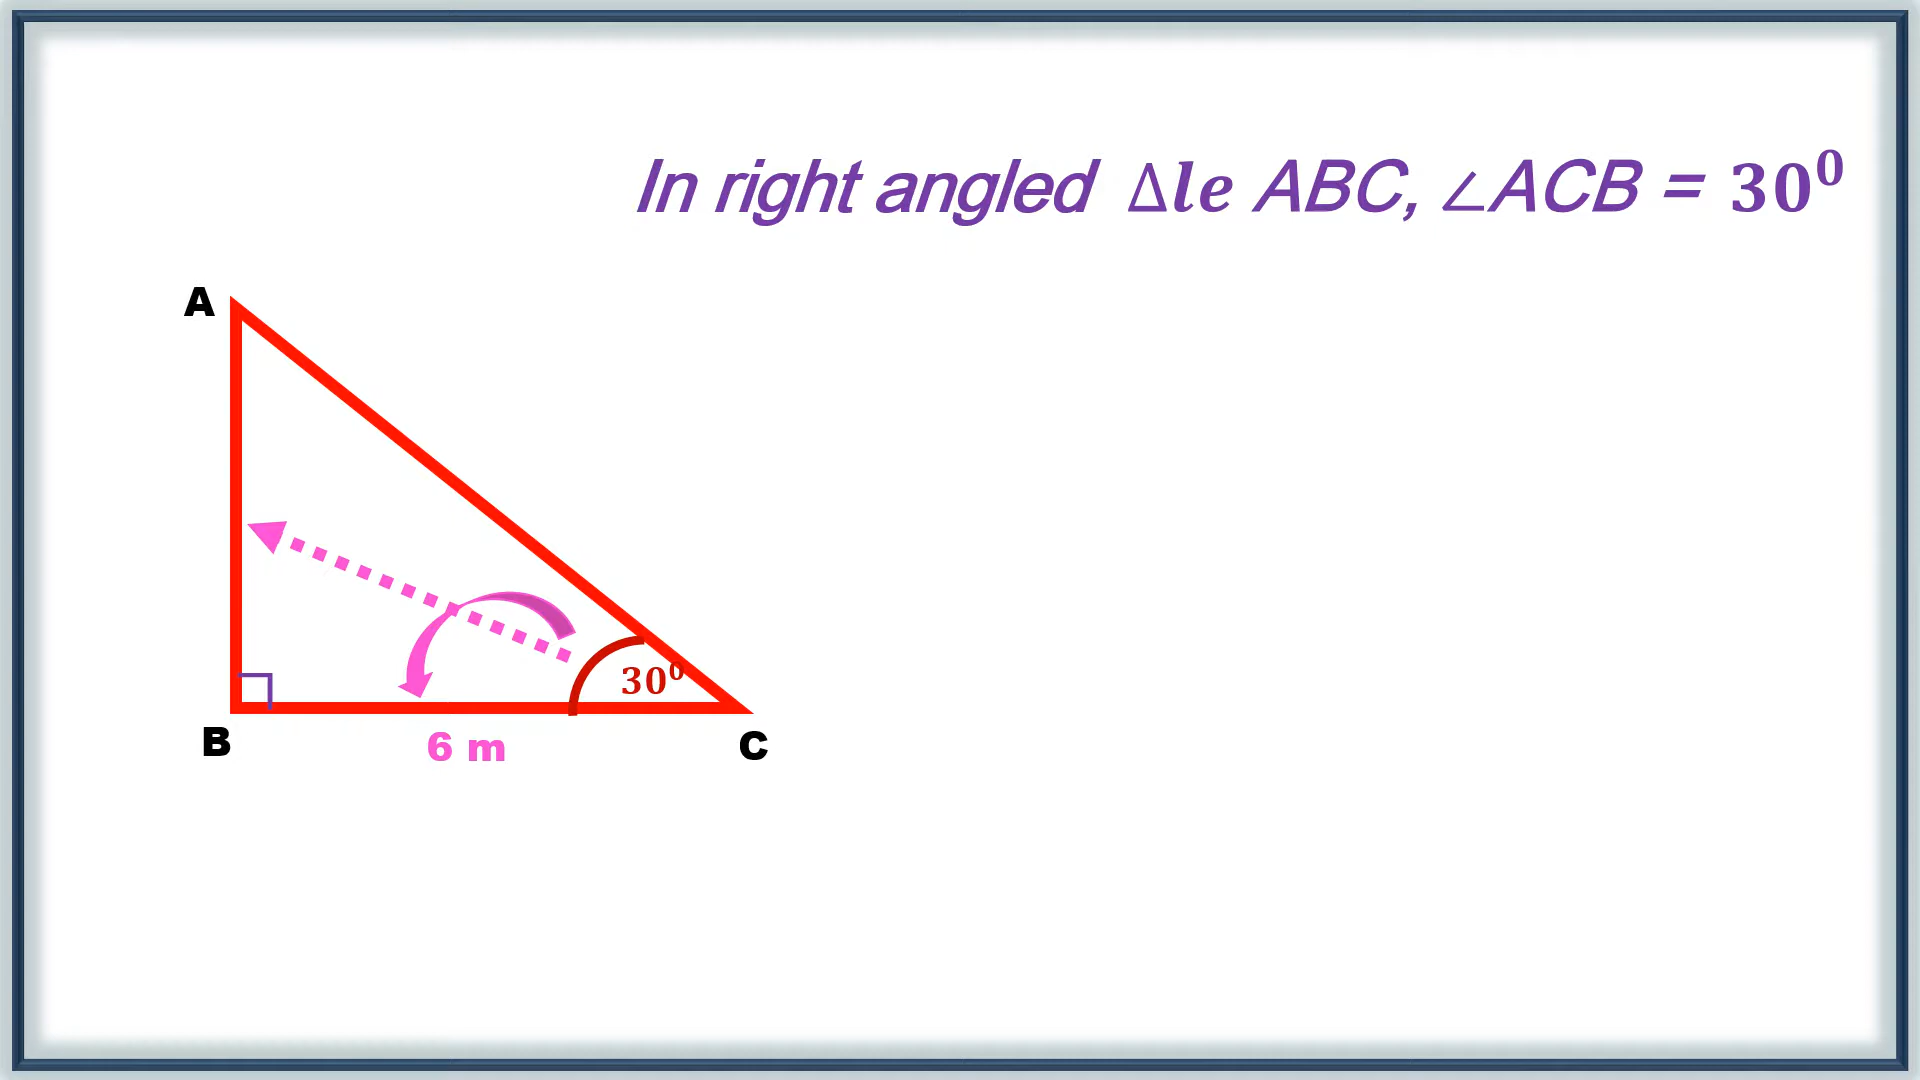 In right angled Δle ABC, ∠ACB = 30⁰
A
30⁰
B
6 m
C